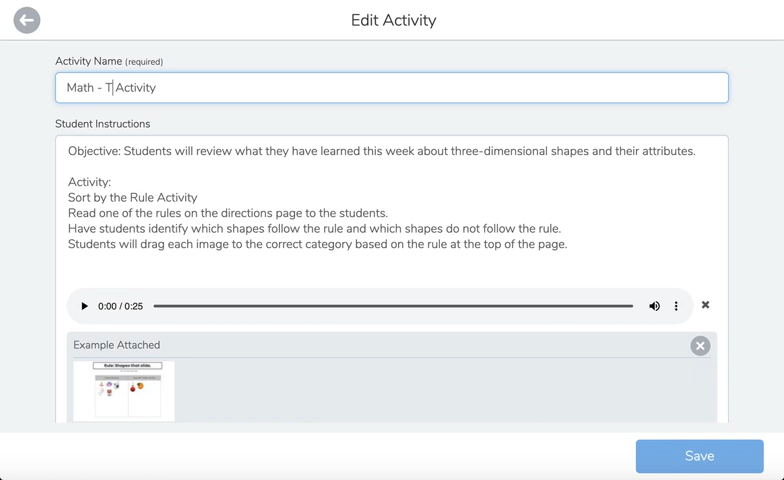 Edit Activity
Activity Name (required)
Math - T Activity
Student Instructions
Objective: Students will review what they have learned this week about three-dimensional shapes and their attributes.
Activity:
Sort by the Rule Activity
Read one of the rules on the directions page to the students.
Have students identify which shapes follow the rule and which shapes do not follow the rule.
Students will drag each image to the correct category based on the rule at the top of the page.
0:00 / 0:25
Example Attached
Rule: Shapes that slide.
Save